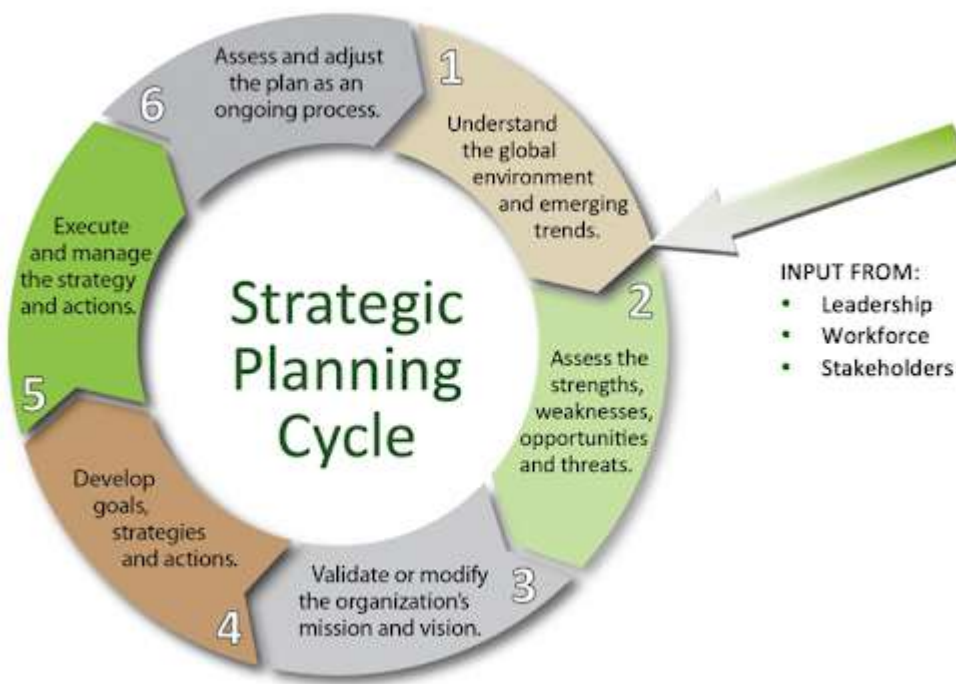 Strategic
Planning
Cycle
1
Understand
the global
environment
and emerging
trends.
2
Assess the
strengths,
weaknesses,
opportunities
and threats.
3
Validate or modify
the organization's
mission and vision.
4
Develop
goals,
strategies
and actions.
5
Execute
and manage
the strategy
and actions.
6
Assess and adjust
the plan as an
ongoing process.
INPUT FROM:
▪ Leadership
▪ Workforce
▪ Stakeholders